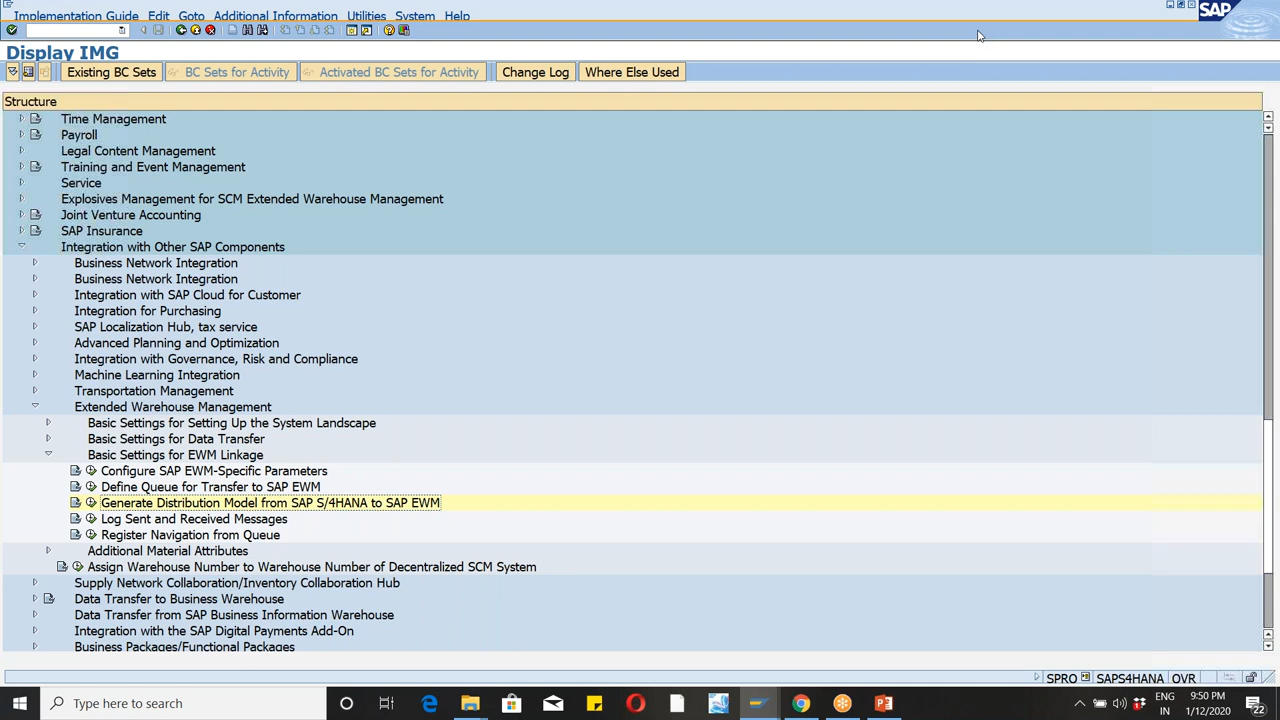 Implementation Guide Edit Goto Additional Information Utilities System Help
SAP
Display IMG
Existing BC Sets BC Sets for Activity Activated BC Sets for Activity Change Log Where Else Used
Structure
Time Management
Payroll
Legal Content Management
Training and Event Management
Service
Explosives Management for SCM Extended Warehouse Management
Joint Venture Accounting
SAP Insurance
Integration with Other SAP Components
Business Network Integration
Business Network Integration
Integration with SAP Cloud for Customer
Integration for Purchasing
SAP Localization Hub, tax service
Advanced Planning and Optimization
Integration with Governance, Risk and Compliance
Machine Learning Integration
Transportation Management
Extended Warehouse Management
Basic Settings for Setting Up the System Landscape
Basic Settings for Data Transfer
Basic Settings for EWM Linkage
Configure SAP EWM-Specific Parameters
Define Queue for Transfer to SAP EWM
Generate Distribution Model from SAP S/4HANA to SAP EWM
Log Sent and Received Messages
Register Navigation from Queue
Additional Material Attributes
Assign Warehouse Number to Warehouse Number of Decentralized SCM System
Supply Network Collaboration/Inventory Collaboration Hub
Data Transfer to Business Warehouse
Data Transfer from SAP Business Information Warehouse
Integration with the SAP Digital Payments Add-On
Business Packages/Functional Packages
SPRO SAPS4HANA OVR
Type here to search
ENG 9:50 PM
IN 1/12/2020 22